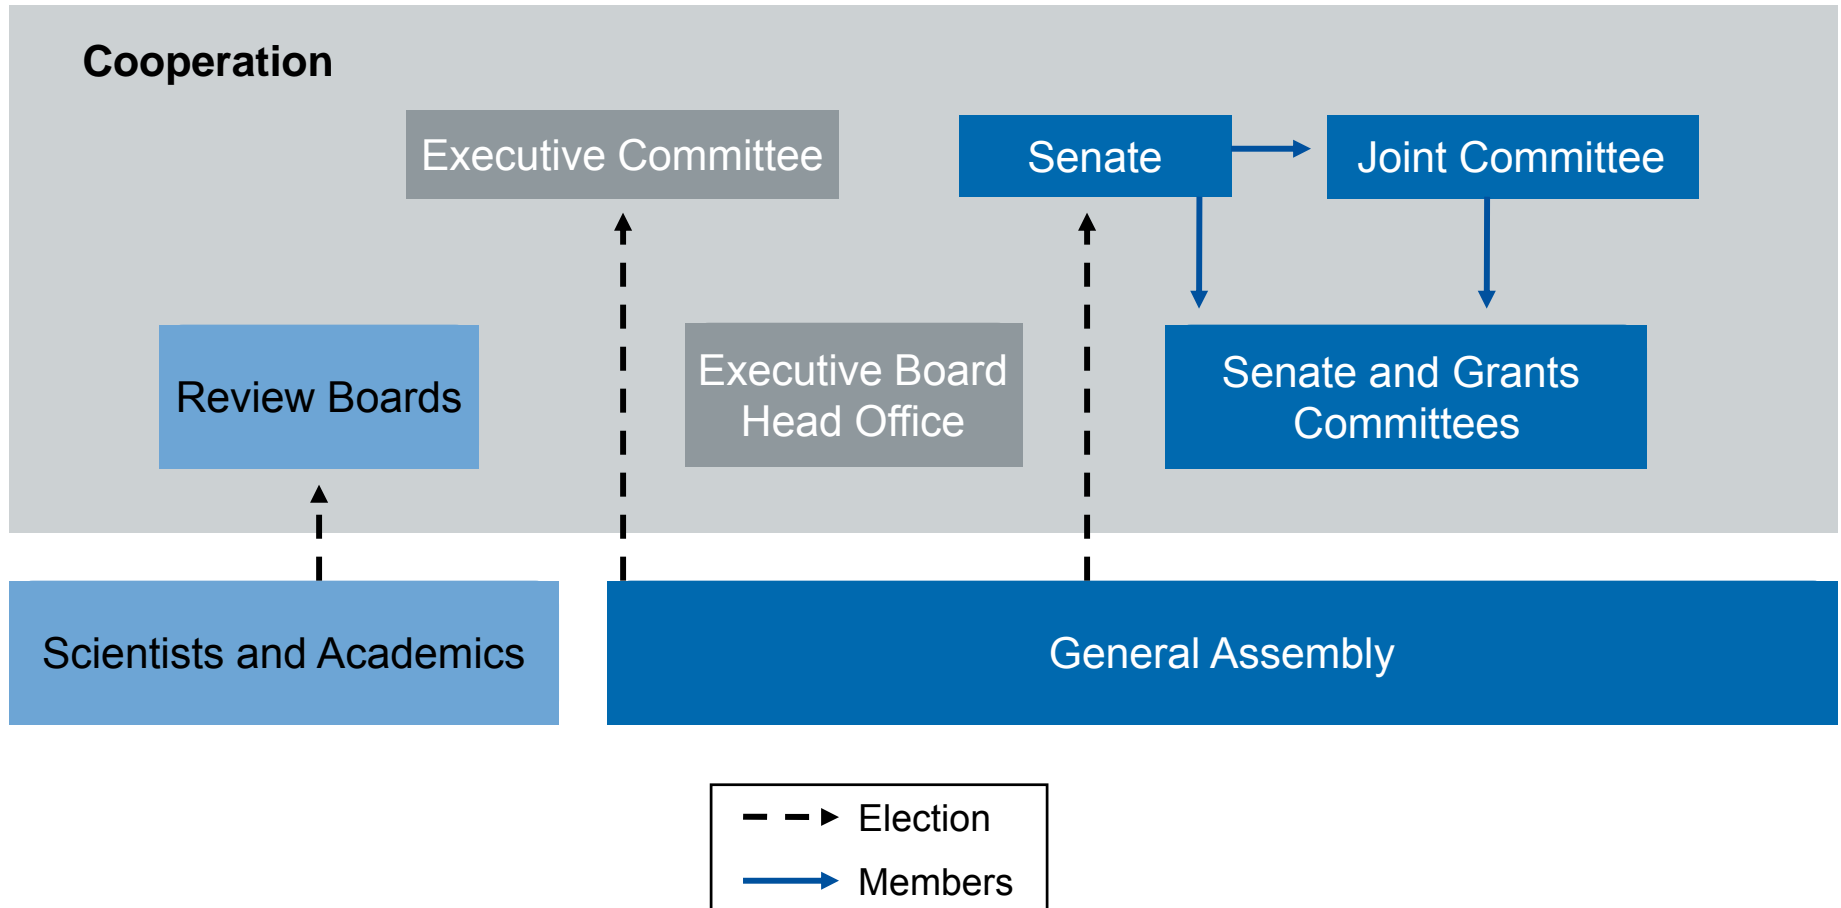 Cooperation
Executive Committee
Senate
Joint Committee
Review Boards
Executive Board
Head Office
Senate and Grants
Committees
Scientists and Academics
General Assembly
Election
Members